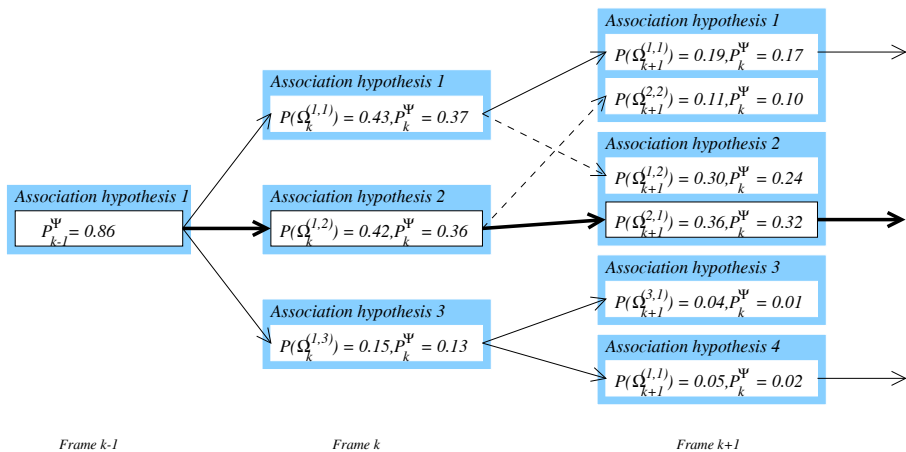 Association hypothesis 1
P_{k-1}^Ψ = 0.86
Frame k-1
Association hypothesis 1
P(Ω_k^{(1,1)}) = 0.43,P_k^Ψ = 0.37
Association hypothesis 2
P(Ω_k^{(1,2)}) = 0.42,P_k^Ψ = 0.36
Association hypothesis 3
P(Ω_k^{(1,3)}) = 0.15,P_k^Ψ = 0.13
Frame k
Association hypothesis 1
P(Ω_{k+1}^{(1,1)}) = 0.19,P_k^Ψ = 0.17
P(Ω_{k+1}^{(2,2)}) = 0.11,P_k^Ψ = 0.10
Association hypothesis 2
P(Ω_{k+1}^{(1,2)}) = 0.30,P_k^Ψ = 0.24
P(Ω_{k+1}^{(2,1)}) = 0.36,P_k^Ψ = 0.32
Association hypothesis 3
P(Ω_{k+1}^{(3,1)}) = 0.04,P_k^Ψ = 0.01
Association hypothesis 4
P(Ω_{k+1}^{(1,1)}) = 0.05,P_k^Ψ = 0.02
Frame k+1